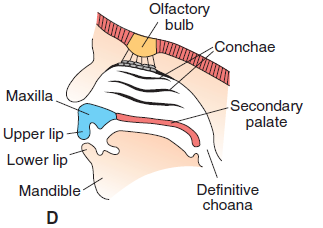 Olfactory
bulb
Conchae
Maxilla
Secondary
palate
Upper lip
Lower lip
Mandible
Definitive
choana
D